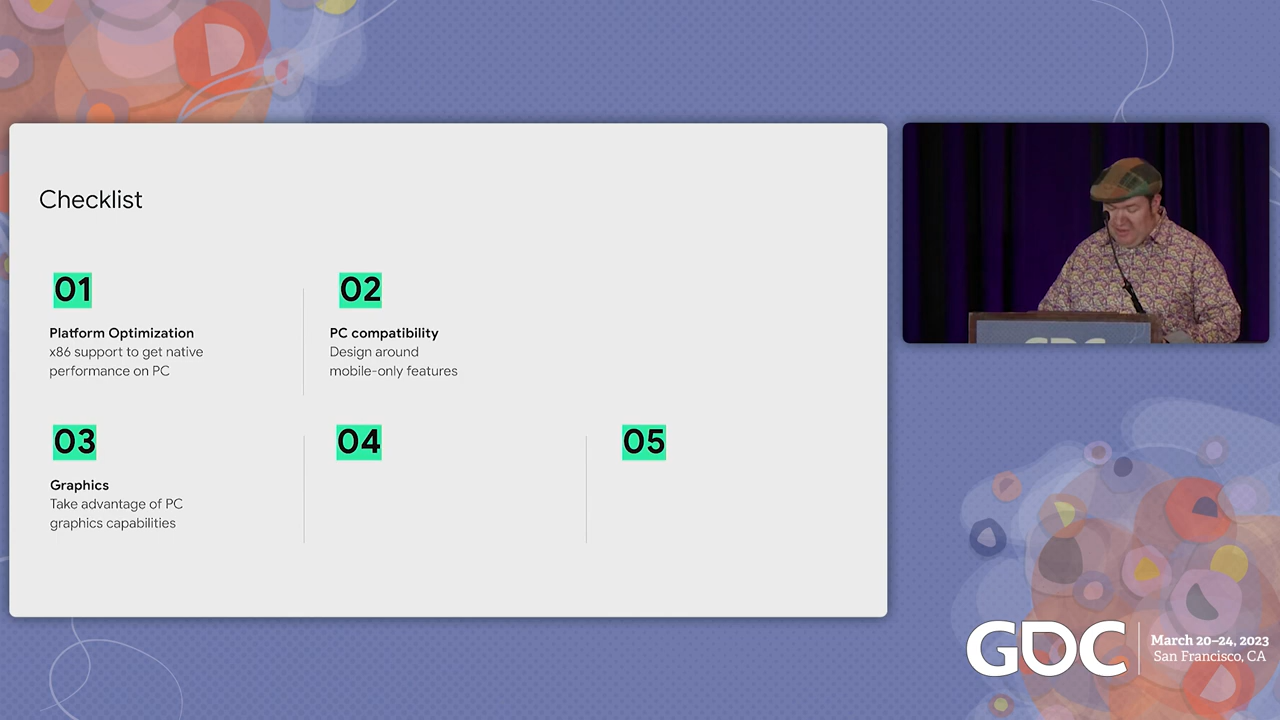 Checklist
01
Platform Optimization
x86 support to get native
performance on PC
02
PC compatibility
Design around
mobile-only features
03
Graphics
Take advantage of PC
graphics capabilities
04
05
GDC
GDC
March 20–24, 2023
San Francisco, CA